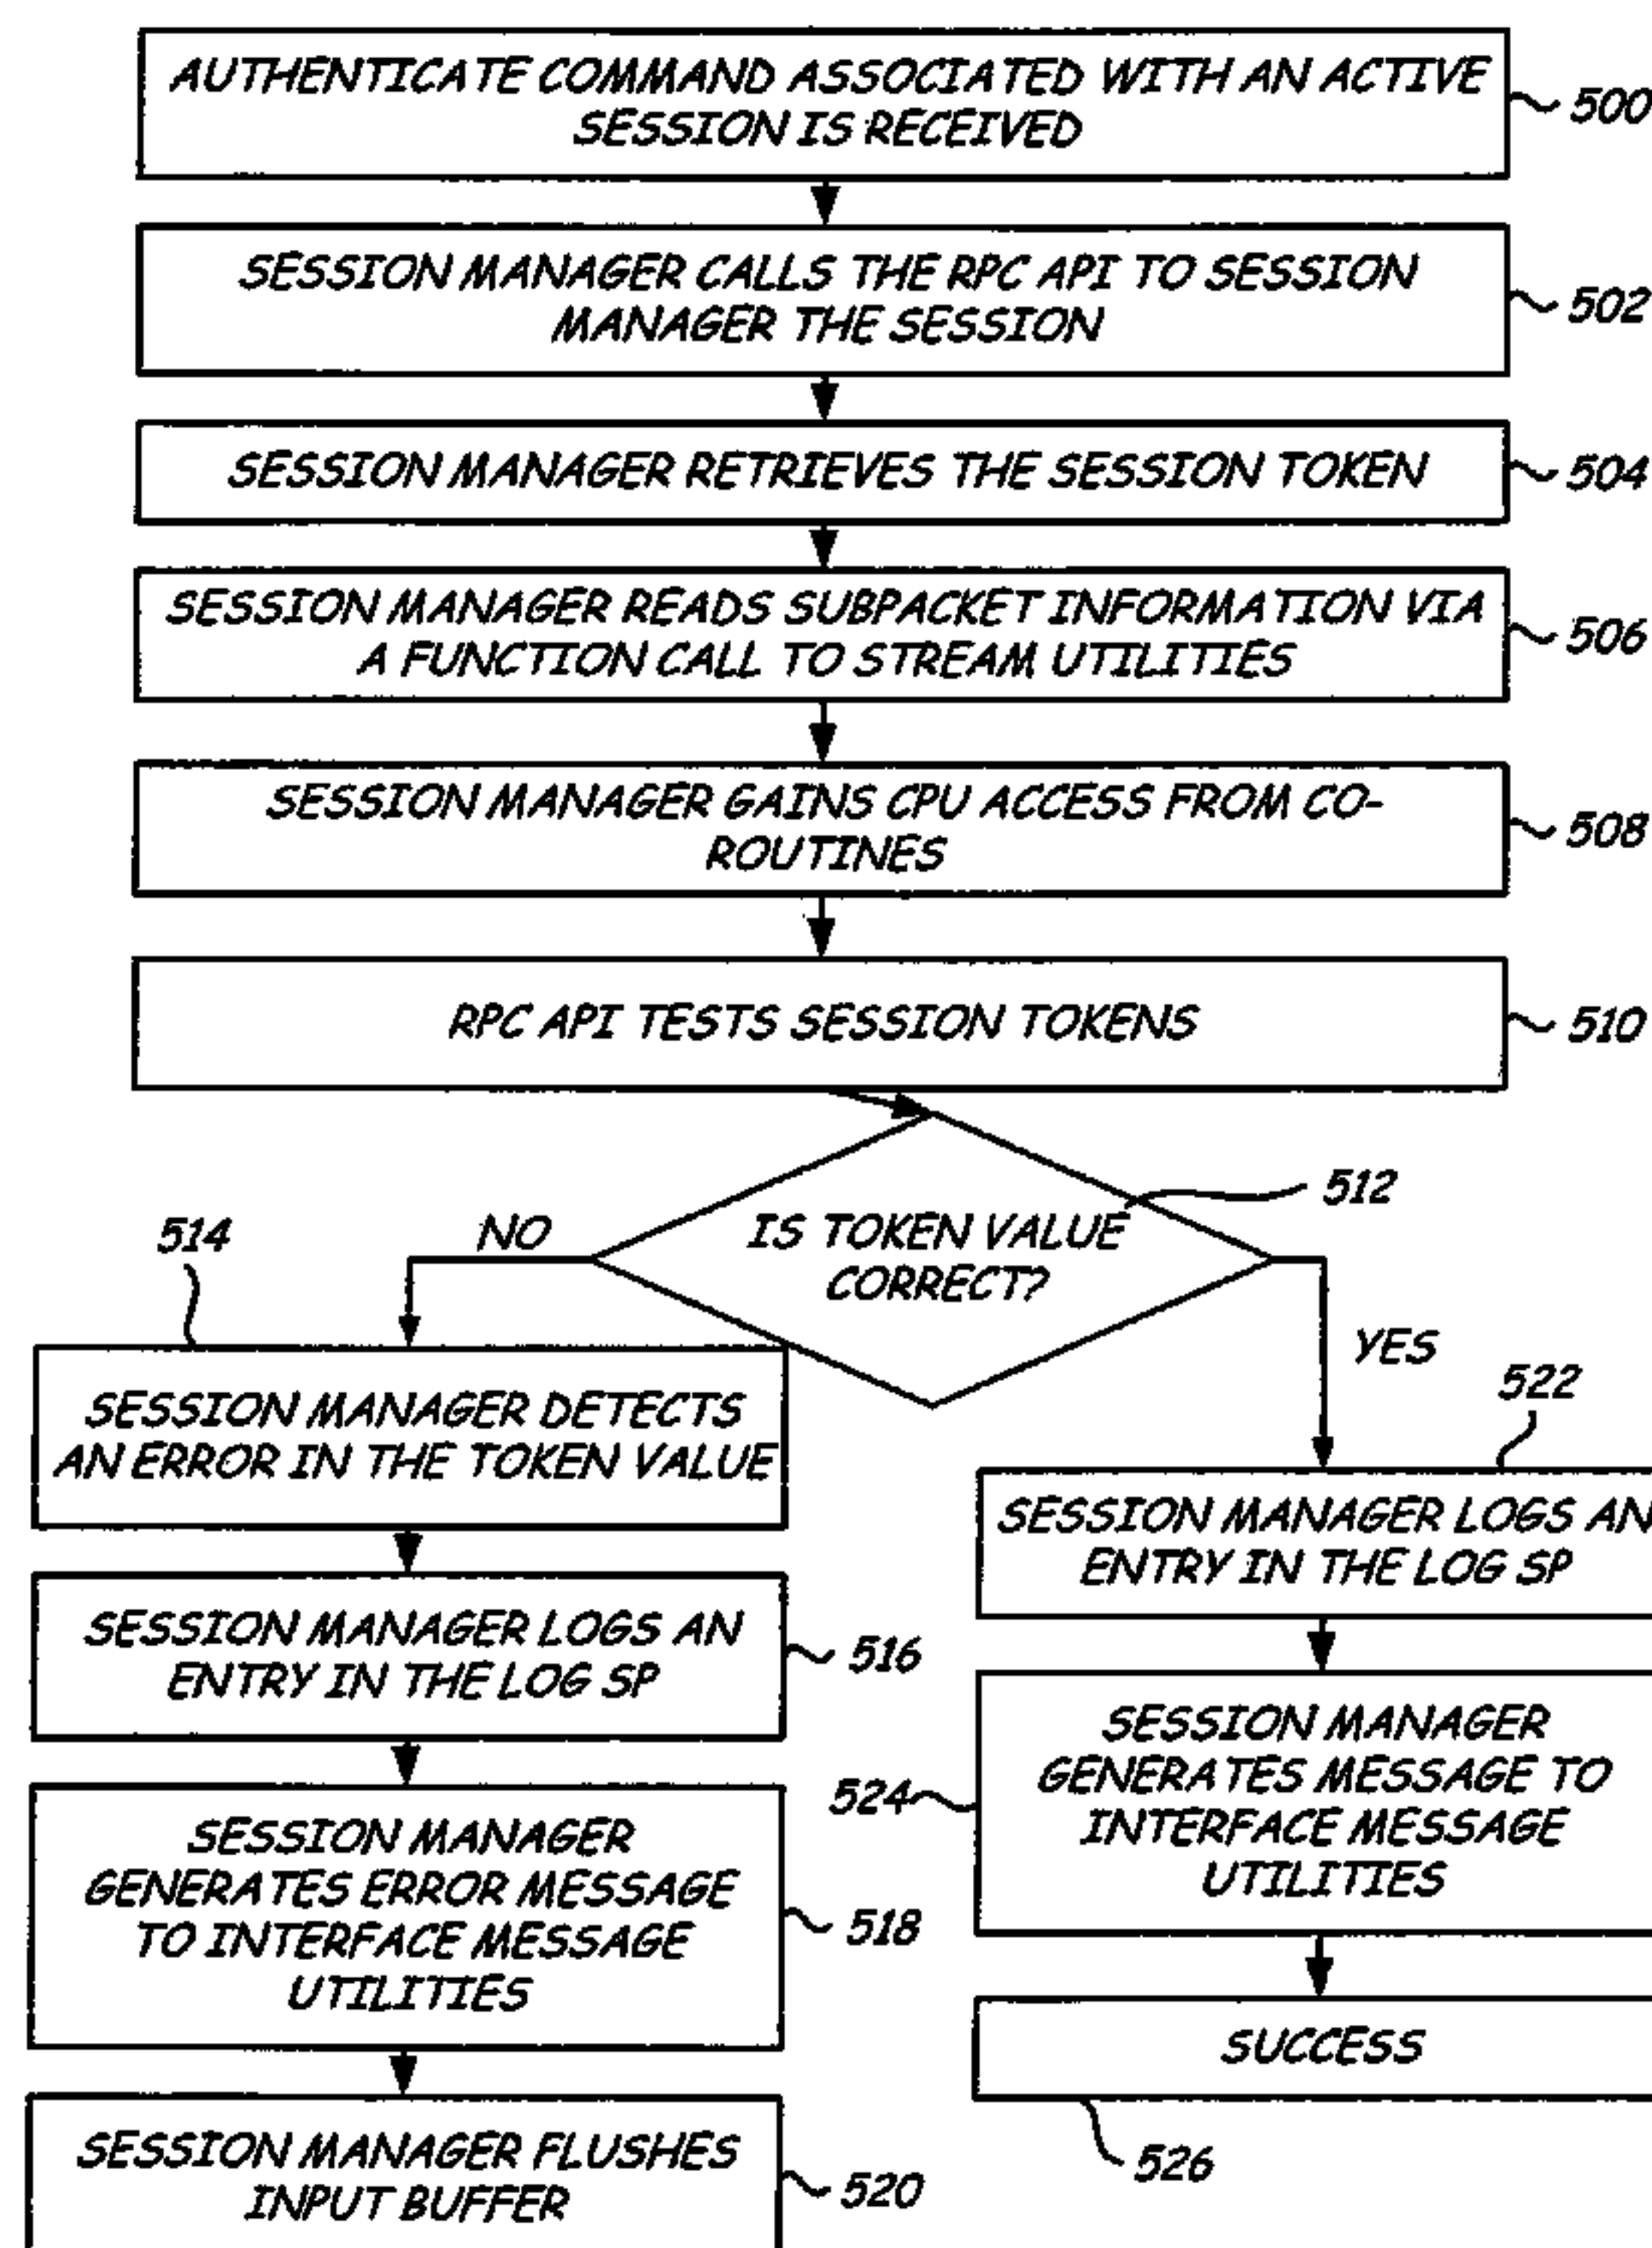 AUTHENTICATE COMMAND ASSOCIATED WITH AN ACTIVE
SESSION IS RECEIVED
500
SESSION MANAGER CALLS THE RPC API TO SESSION
MANAGER THE SESSION
502
SESSION MANAGER RETRIEVES THE SESSION TOKEN
504
SESSION MANAGER READS SUBPACKET INFORMATION VIA
A FUNCTION CALL TO STREAM UTILITIES
506
SESSION MANAGER GAINS CPU ACCESS FROM CO-
ROUTINES
508
RPC API TESTS SESSION TOKENS
510
512
IS TOKEN VALUE
CORRECT?
NO
514
SESSION MANAGER DETECTS
AN ERROR IN THE TOKEN VALUE
SESSION MANAGER LOGS AN
ENTRY IN THE LOG SP
516
SESSION MANAGER
GENERATES ERROR MESSAGE
TO INTERFACE MESSAGE
UTILITIES
518
SESSION MANAGER FLUSHES
INPUT BUFFER
520
YES
522
SESSION MANAGER LOGS AN
ENTRY IN THE LOG SP
524
SESSION MANAGER
GENERATES MESSAGE TO
INTERFACE MESSAGE
UTILITIES
SUCCESS
526